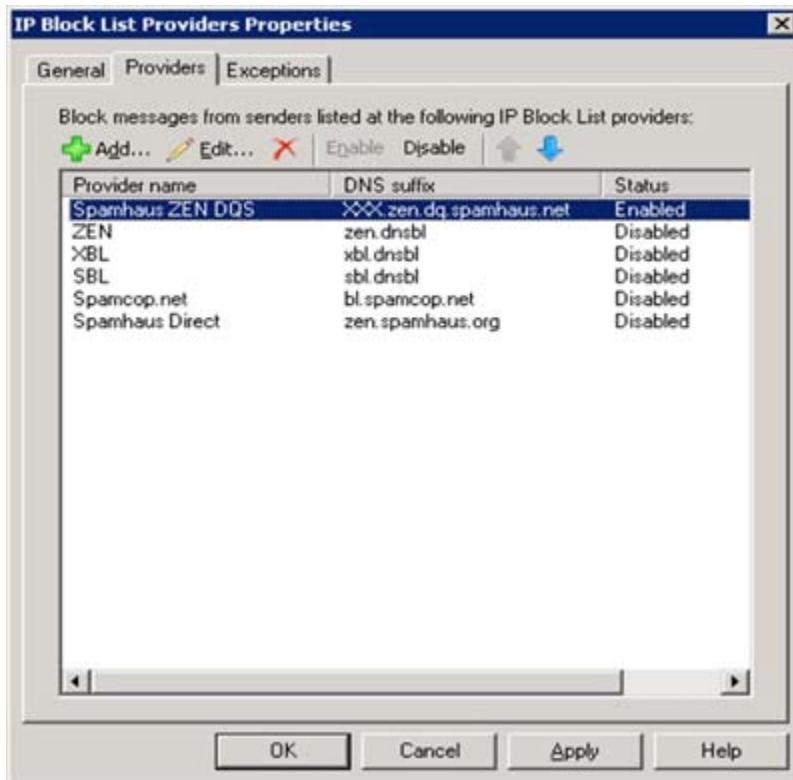 IP Block List Providers Properties
General Providers Exceptions
Block messages from senders listed at the following IP Block List providers:
Add... Edit... Enable Disable
Provider name DNS suffix Status
Spamhaus ZEN DQS XXX.zen.dq.spamhaus.net Enabled
ZEN zen.dnsbl Disabled
XBL xbl.dnsbl Disabled
SBL sbl.dnsbl Disabled
Spamcop.net bl.spamcop.net Disabled
Spamhaus Direct zen.spamhaus.org Disabled
OK Cancel Apply Help